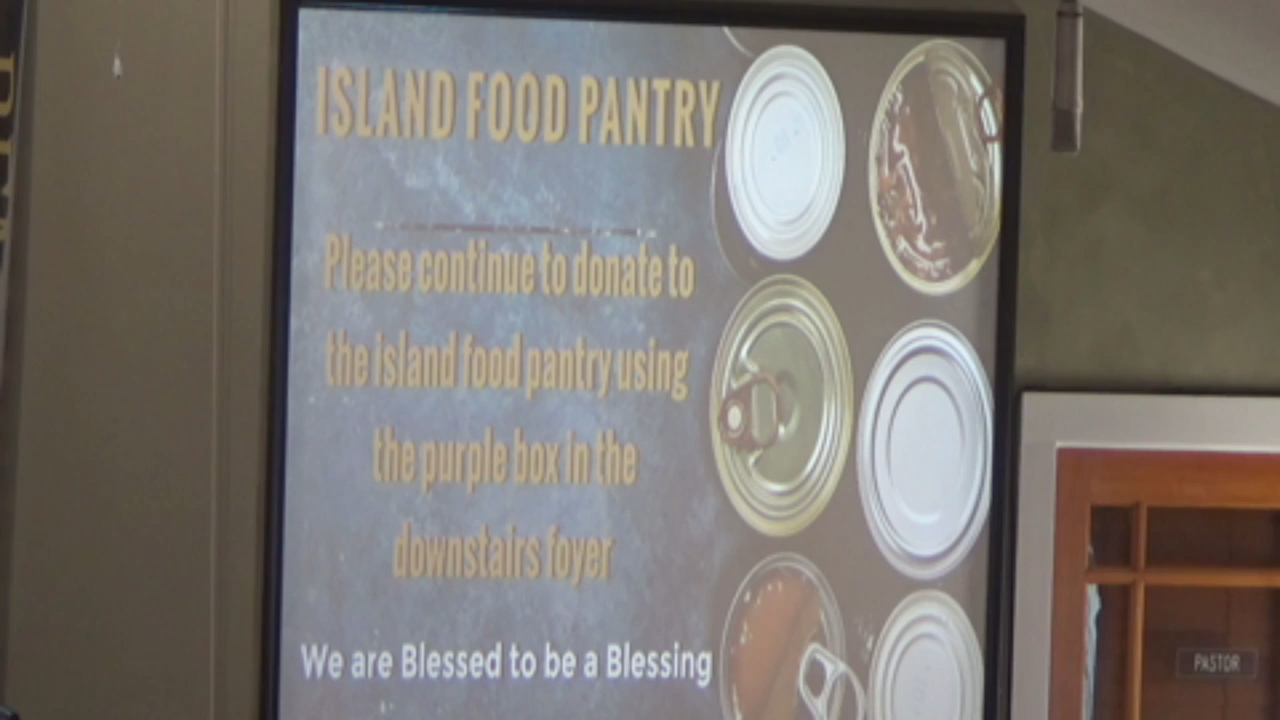 ISLAND FOOD PANTRY
Please continue to donate to
the island food pantry using
the purple box in the
downstairs foyer
We are Blessed to be a Blessing
PASTOR